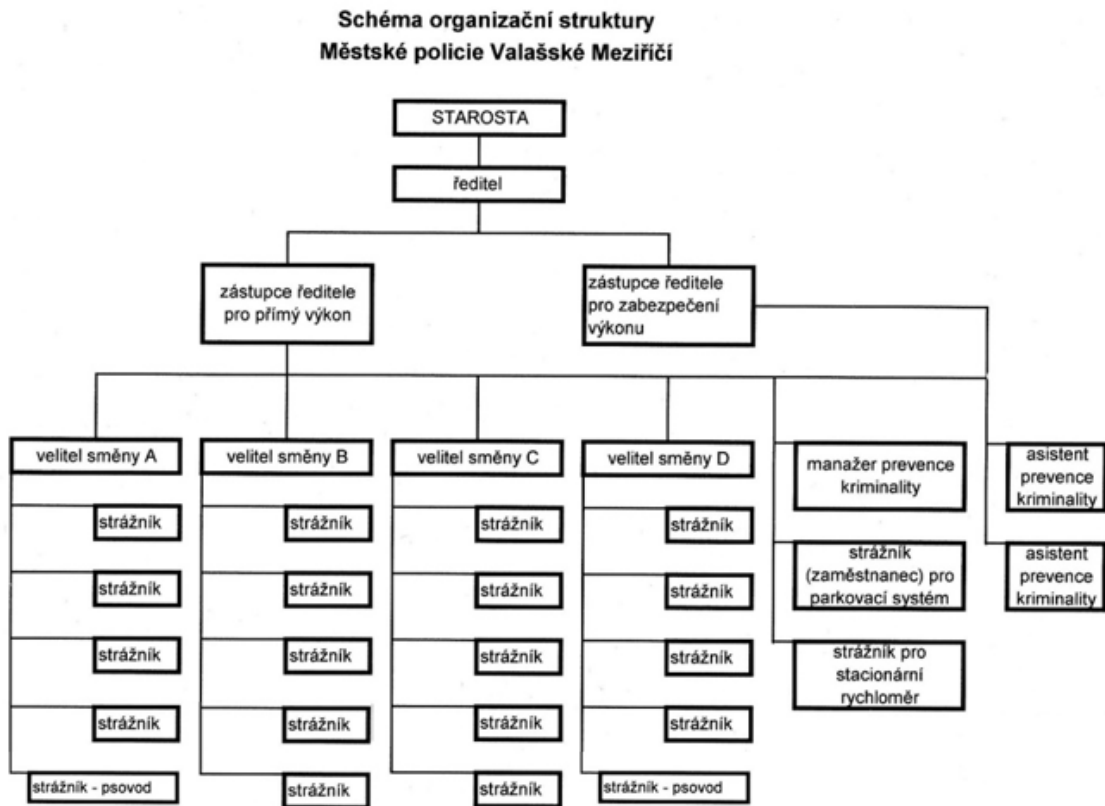 Schéma organizační struktury
Městské policie Valašské Meziříčí
STAROSTA
ředitel
zástupce ředitele
pro přímý výkon
zástupce ředitele
pro zabezpečení
výkonu
velitel směny A
velitel směny B
velitel směny C
velitel směny D
manažer prevence
kriminality
asistent
prevence
kriminality
strážník
strážník
strážník
strážník
strážník
strážník
strážník
strážník
strážník
(zaměstnanec) pro
parkovací systém
asistent
prevence
kriminality
strážník
strážník
strážník
strážník
strážník pro
stacionární
rychloměr
strážník
strážník
strážník
strážník
strážník - psovod
strážník
strážník
strážník - psovod